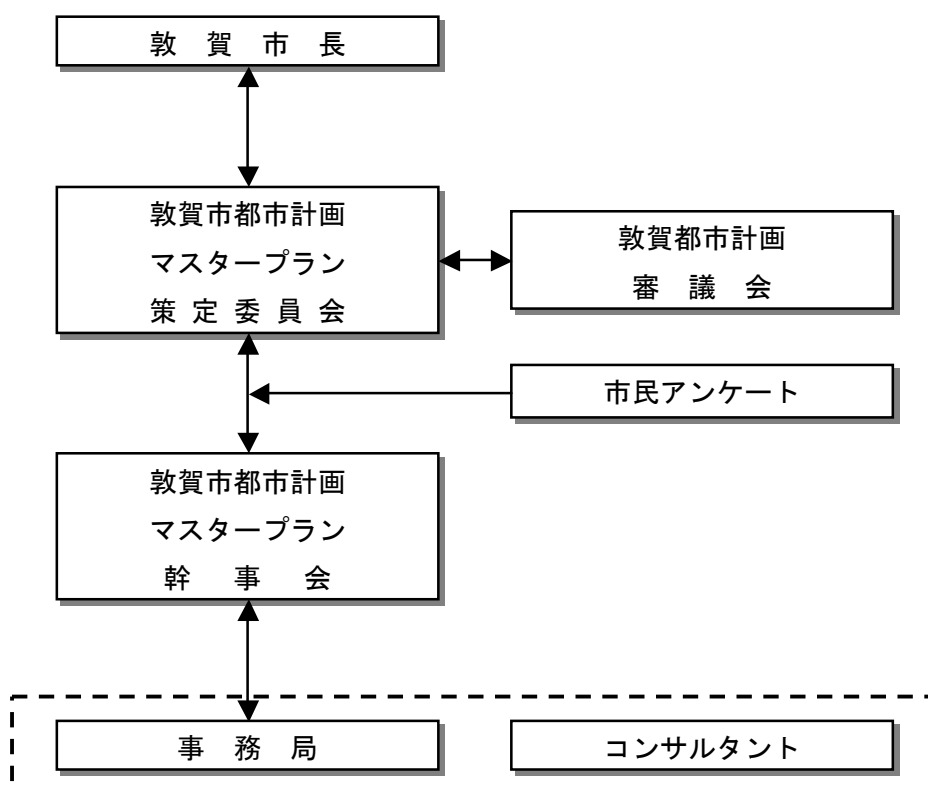 敦賀市長
敦賀市都市計画
マスタープラン
策定委員会
敦賀都市計画
審議会
市民アンケート
敦賀市都市計画
マスタープラン
幹事会
事務局
コンサルタント